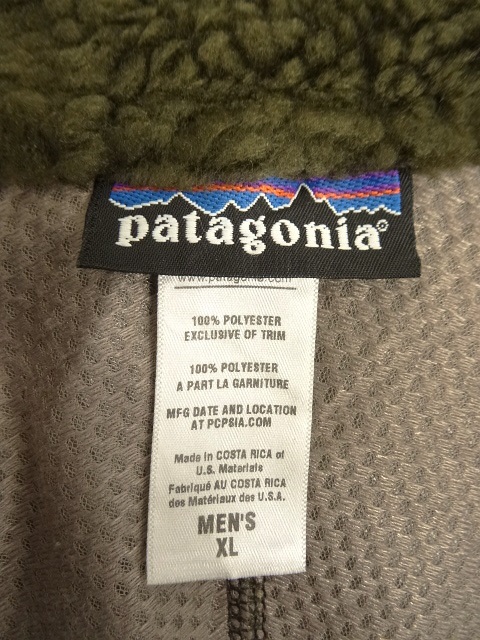 patagonia®
www.patagonia.com
100% POLYESTER
EXCLUSIVE OF TRIM
100% POLYESTER
A PART LA GARNITURE
MFG DATE AND LOCATION
AT PCPSIA.COM
Made in COSTA RICA of
U.S. Materials
Fabriqué AU COSTA RICA
des Matériaux des U.S.A.
MEN'S
XL